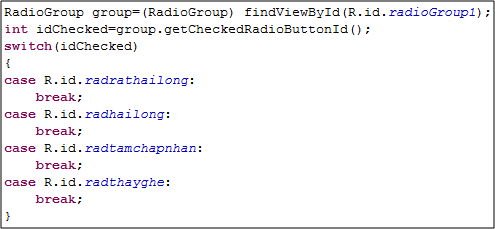 RadioGroup group=(RadioGroup) findViewById(R.id.radioGroup1);
int idChecked=group.getCheckedRadioButtonId();
switch(idChecked)
{
case R.id.radrathailong:
    break;
case R.id.radhailong:
    break;
case R.id.radtamchapnhan:
    break;
case R.id.radthayghe:
    break;
}